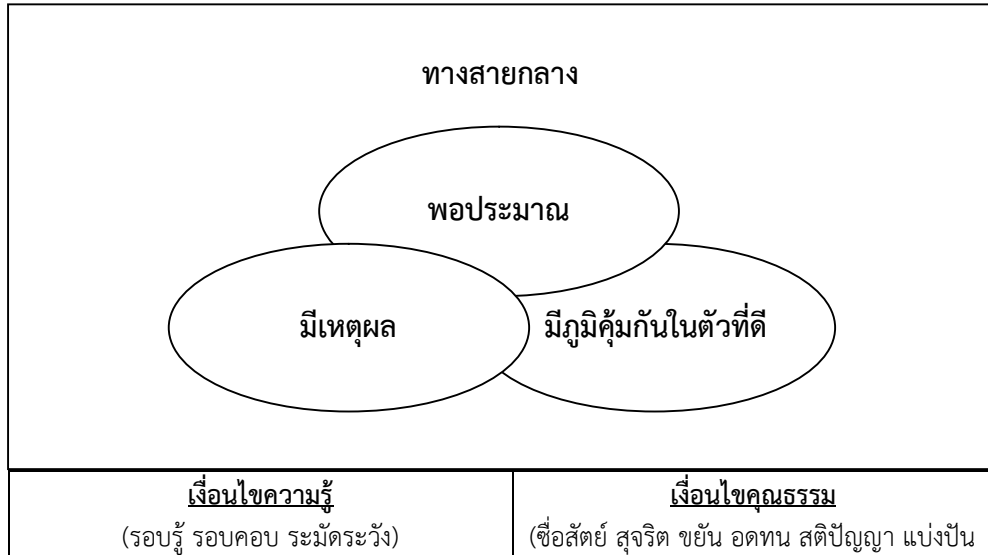 ทางสายกลาง
พอประมาณ
มีเหตุผล
มีภูมิคุ้มกันในตัวที่ดี
เงื่อนไขความรู้
(รอบรู้ รอบคอบ ระมัดระวัง)
เงื่อนไขคุณธรรม
(ซื่อสัตย์ สุจริต ขยัน อดทน สติปัญญา แบ่งปัน